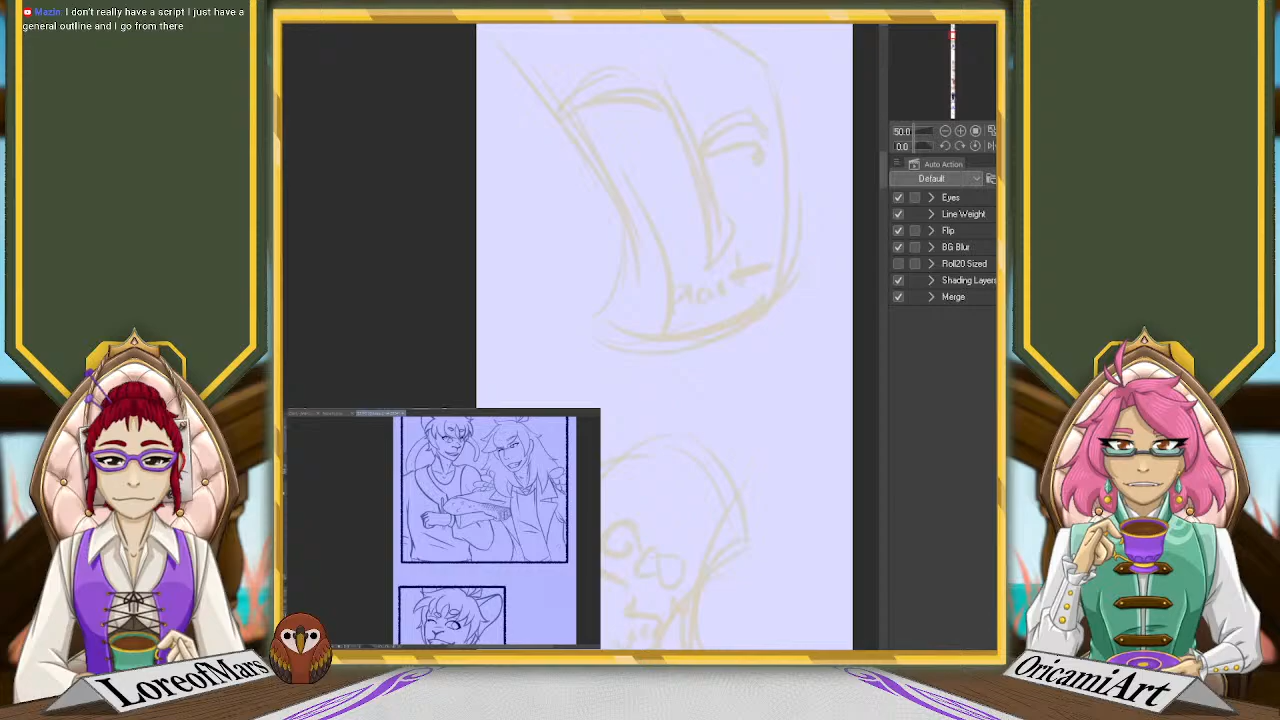 Mazin I don't really have a script I just have a
general outline and I go from there
50.0
0.0
Auto Action
Default
Eyes
Line Weight
Flip
BG Blur
Roll20 Sized
Shading Layers
Merge
LoreofMars
OricamiArt